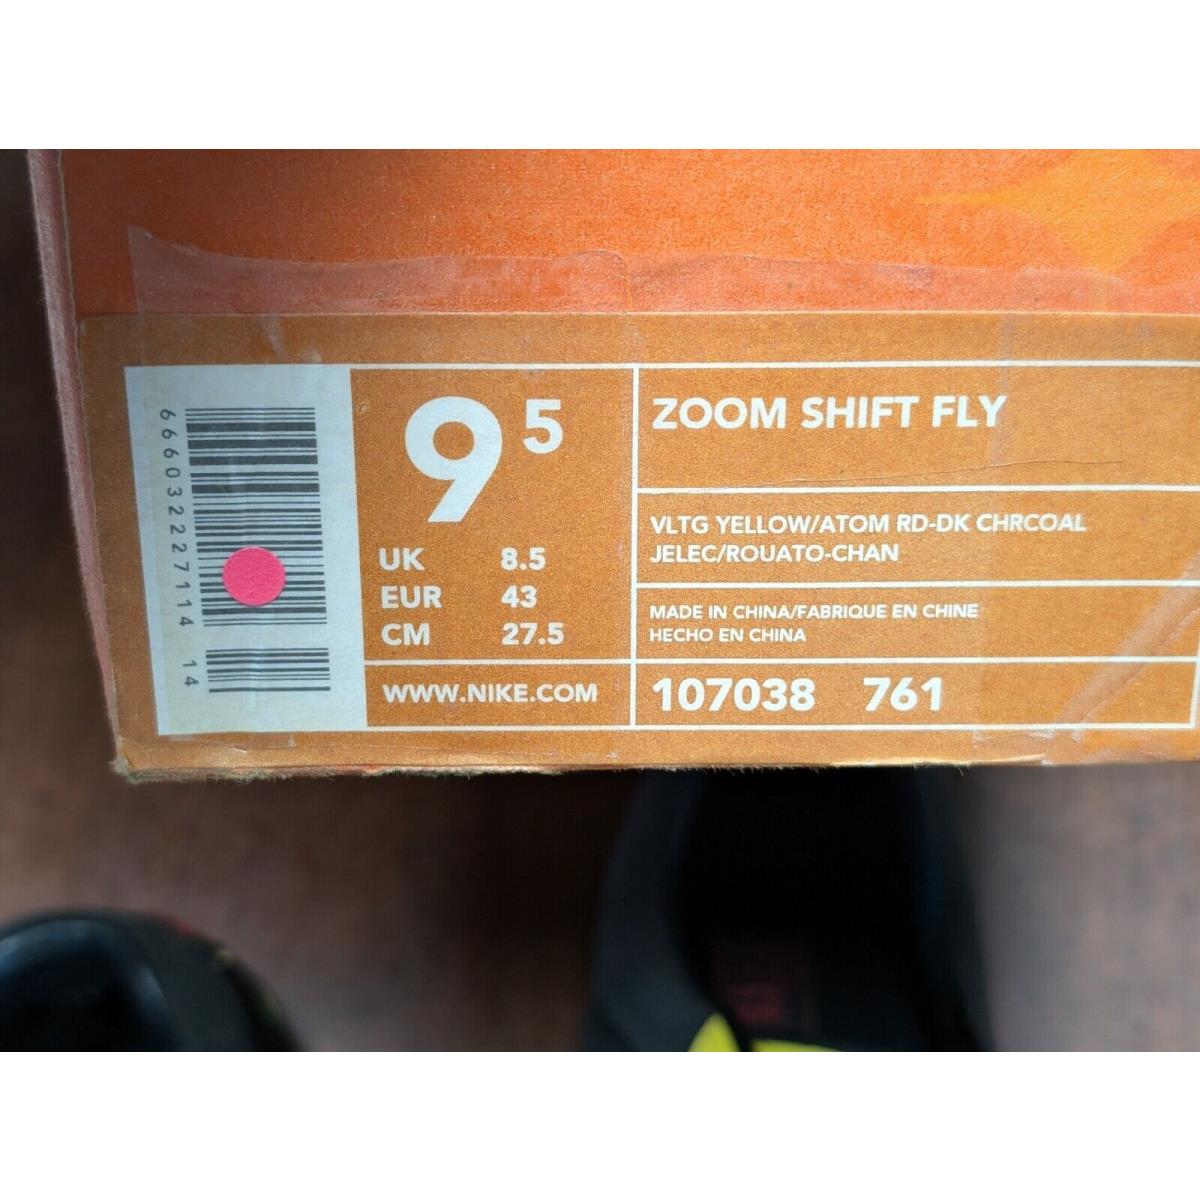 666032227114 14
9 5
UK 8.5
EUR 43
CM 27.5
WWW.NIKE.COM
ZOOM SHIFT FLY
VLTG YELLOW/ATOM RD-DK CHRCOAL
JELEC/ROUATO-CHAN
MADE IN CHINA/FABRIQUE EN CHINE
HECHO EN CHINA
107038 761